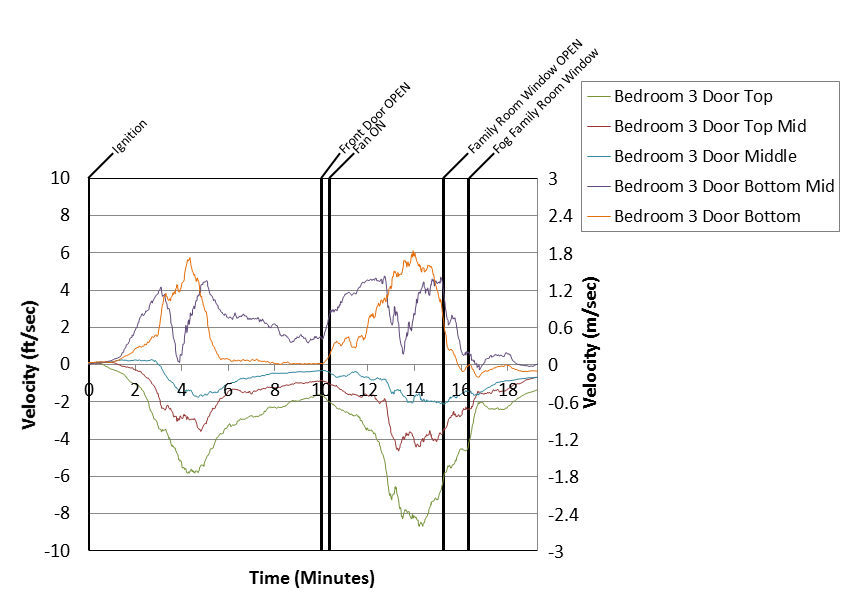 Ignition
Front Door OPEN
Fan ON
Family Room Window OPEN
Fog Family Room Window
Bedroom 3 Door Top
Bedroom 3 Door Top Mid
Bedroom 3 Door Middle
Bedroom 3 Door Bottom Mid
Bedroom 3 Door Bottom
10
8
6
4
2
0
-2
-4
-6
-8
-10
Velocity (ft/sec)
3
2.4
1.8
1.2
0.6
0
-0.6
-1.2
-1.8
-2.4
-3
Velocity (m/sec)
0 2 4 6 8 10 12 14 16 18
Time (Minutes)